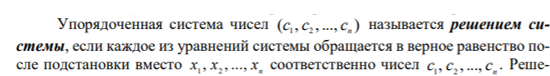 Упорядоченная система чисел (c₁, c₂, ..., cₙ) называется решением си-
стемы, если каждое из уравнений системы обращается в верное равенство по-
сле подстановки вместо x₁, x₂, ..., xₙ соответственно чисел c₁, c₂, ..., cₙ. Реше-